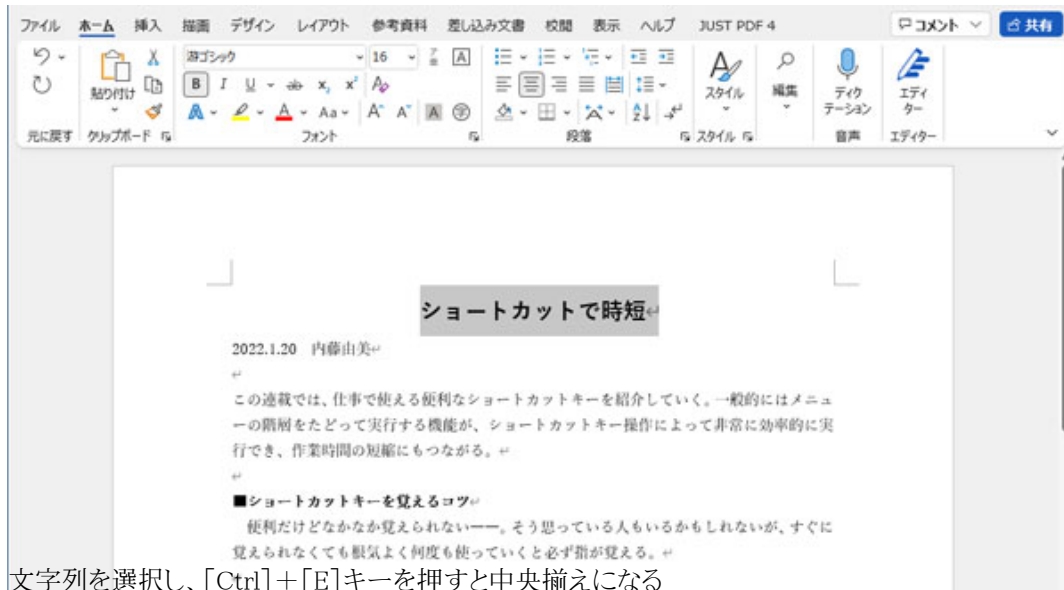 ファイル ホーム 挿入 描画 デザイン レイアウト 参考資料 差し込み文書 校閲 表示 ヘルプ JUST PDF 4 コメント 共有
游ゴシック 16
貼り付け スタイル 編集 ディクテーション エディター
元に戻す クリップボード フォント 段落 スタイル 音声 エディター
ショートカットで時短
2022.1.20 内藤由美
この連載では、仕事で使える便利なショートカットキーを紹介していく。一般的にはメニュ
ーの階層をたどって実行する機能が、ショートカットキー操作によって非常に効率的に実
行でき、作業時間の短縮にもつながる。
■ショートカットキーを覚えるコツ
便利だけどなかなか覚えられないーー。そう思っている人もいるかもしれないが、すぐに
覚えられなくても根気よく何度も使っていくと必ず指が覚える。
文字列を選択し、「Ctrl」+「E」キーを押すと中央揃えになる